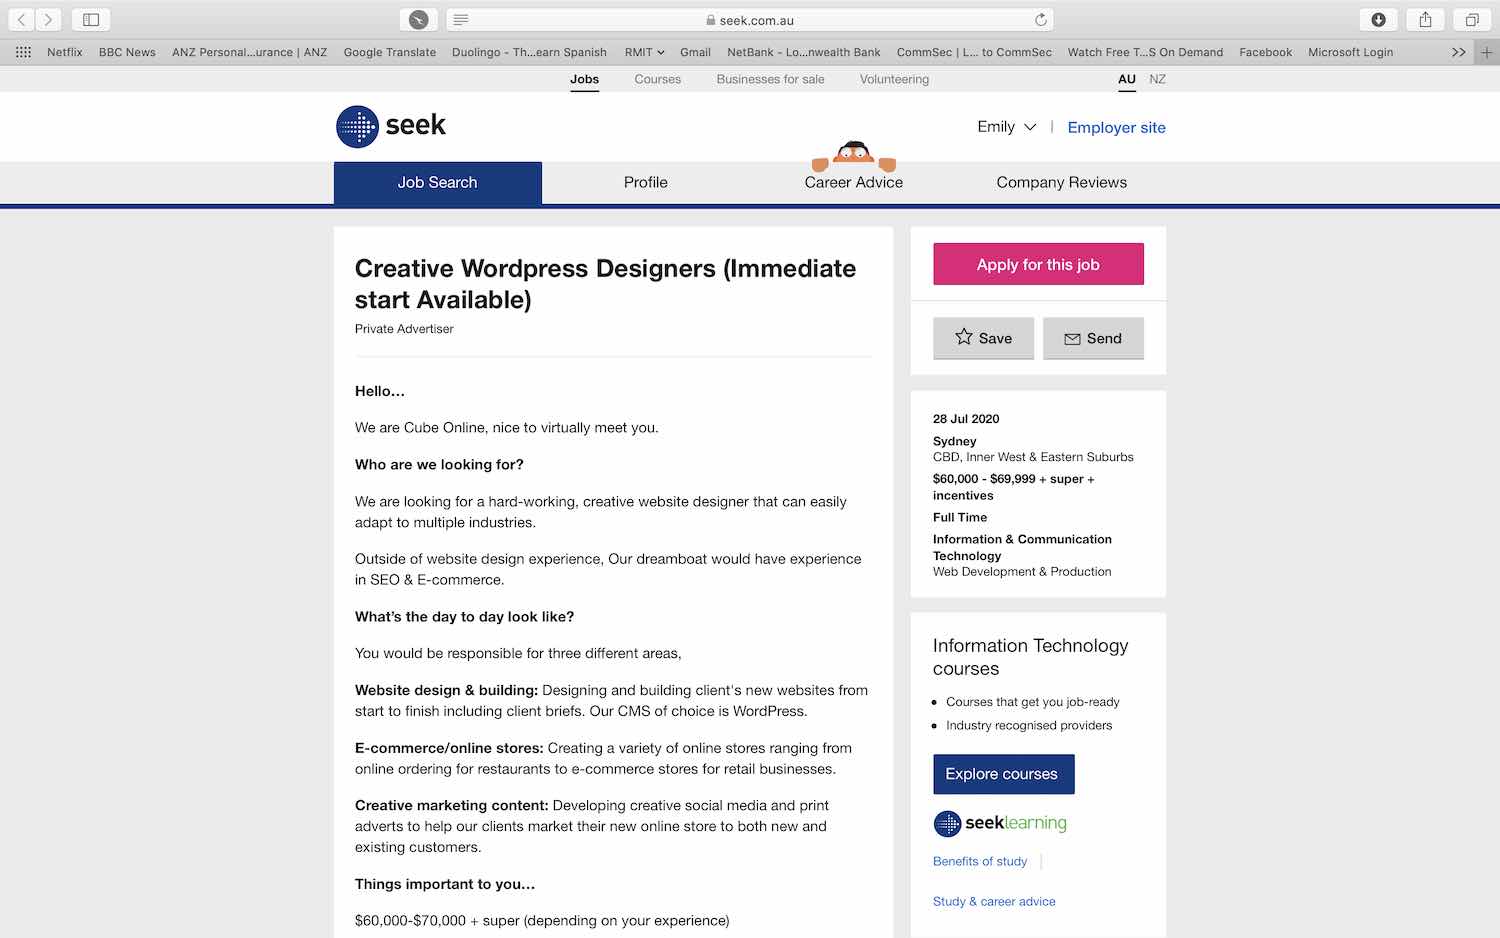 seek.com.au
Netflix
BBC News
ANZ Personal...urance | ANZ
Google Translate
Duolingo - Th...earn Spanish
RMIT
Gmail
NetBank - Lo...nwealth Bank
CommSec | L... to CommSec
Watch Free T...S On Demand
Facebook
Microsoft Login
Jobs
Courses
Businesses for sale
Volunteering
AU
NZ
seek
Emily
Employer site
Job Search
Profile
Career Advice
Company Reviews
Creative Wordpress Designers (Immediate
start Available)
Private Advertiser
Hello...
We are Cube Online, nice to virtually meet you.
Who are we looking for?
We are looking for a hard-working, creative website designer that can easily
adapt to multiple industries.
Outside of website design experience, Our dreamboat would have experience
in SEO & E-commerce.
What's the day to day look like?
You would be responsible for three different areas,
Website design & building: Designing and building client's new websites from
start to finish including client briefs. Our CMS of choice is WordPress.
E-commerce/online stores: Creating a variety of online stores ranging from
online ordering for restaurants to e-commerce stores for retail businesses.
Creative marketing content: Developing creative social media and print
adverts to help our clients market their new online store to both new and
existing customers.
Things important to you...
$60,000-$70,000 + super (depending on your experience)
Apply for this job
Save
Send
28 Jul 2020
Sydney
CBD, Inner West & Eastern Suburbs
$60,000 - $69,999 + super +
incentives
Full Time
Information & Communication
Technology
Web Development & Production
Information Technology
courses
Courses that get you job-ready
Industry recognised providers
Explore courses
seeklearning
Benefits of study
Study & career advice